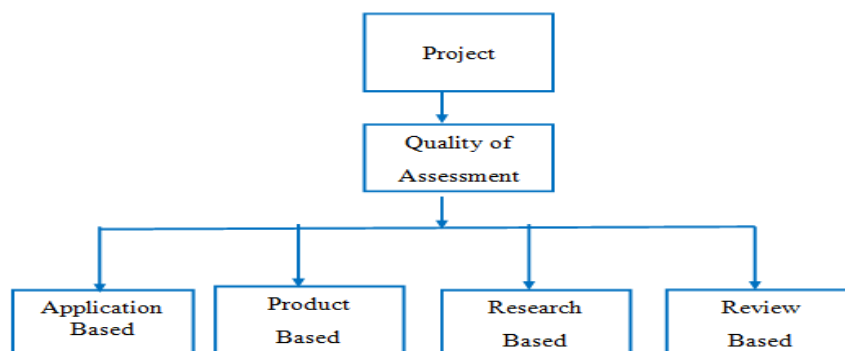 Project
Quality of
Assessment
Application
Based
Product
Based
Research
Based
Review
Based